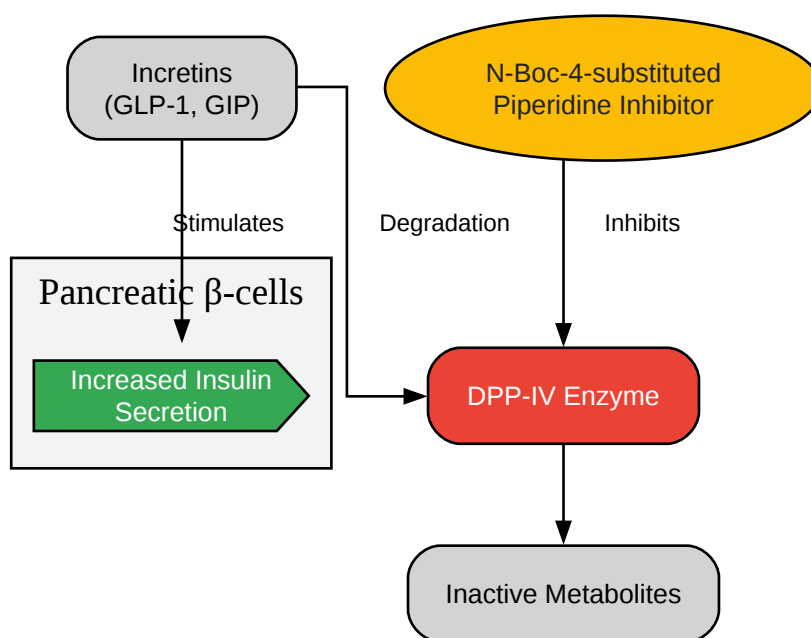 Incretins
(GLP-1, GIP)
N-Boc-4-substituted
Piperidine Inhibitor
Stimulates
Degradation
Inhibits
Pancreatic β-cells
Increased Insulin
Secretion
DPP-IV Enzyme
Inactive Metabolites